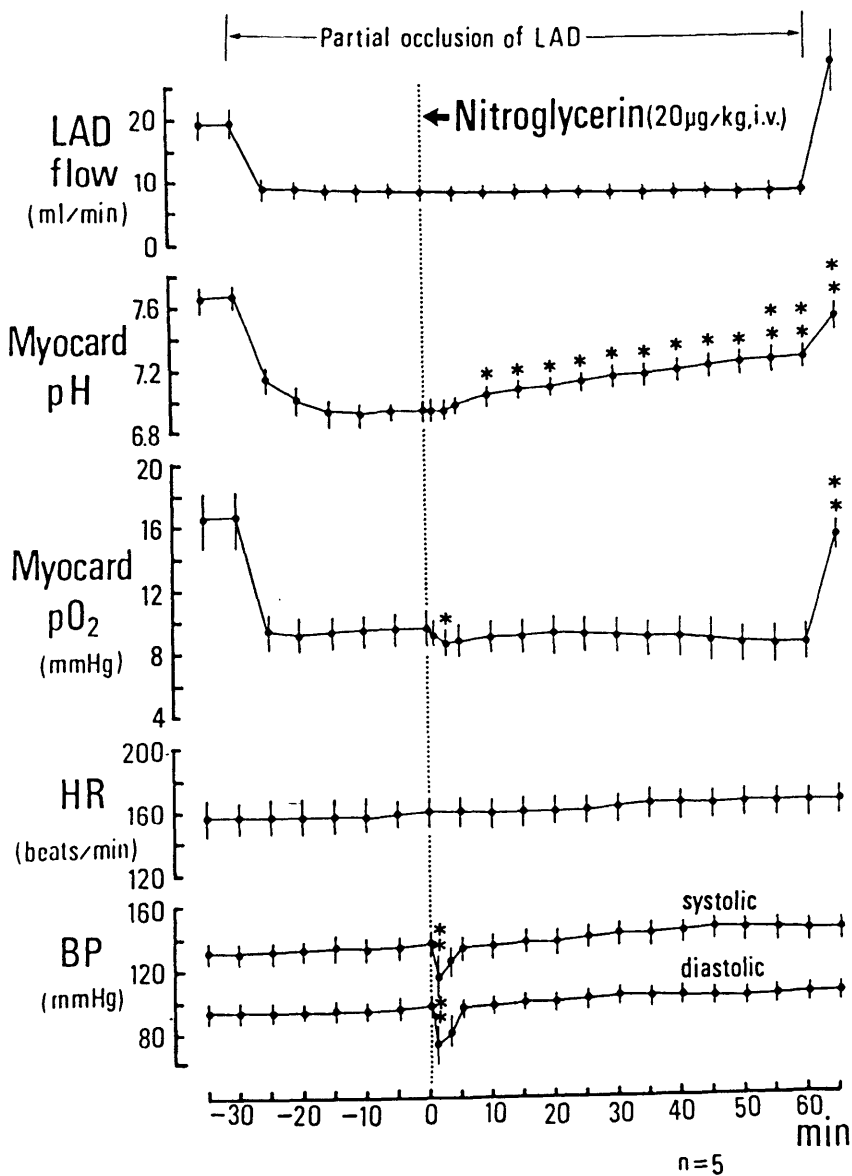 Partial occlusion of LAD
Nitroglycerin (20µg/kg,i.v.)
LAD
flow
(ml/min)
20
10
0
Myocard
pH
7.6
7.2
6.8
* * * * * * * * * * * * * *
Myocard
pO₂
(mmHg)
20
16
12
8
4
* * *
HR
(beats/min)
200
160
120
BP
(mmHg)
160
120
80
systolic
diastolic
* * * *
-30 -20 -10 0 10 20 30 40 50 60
min
n=5